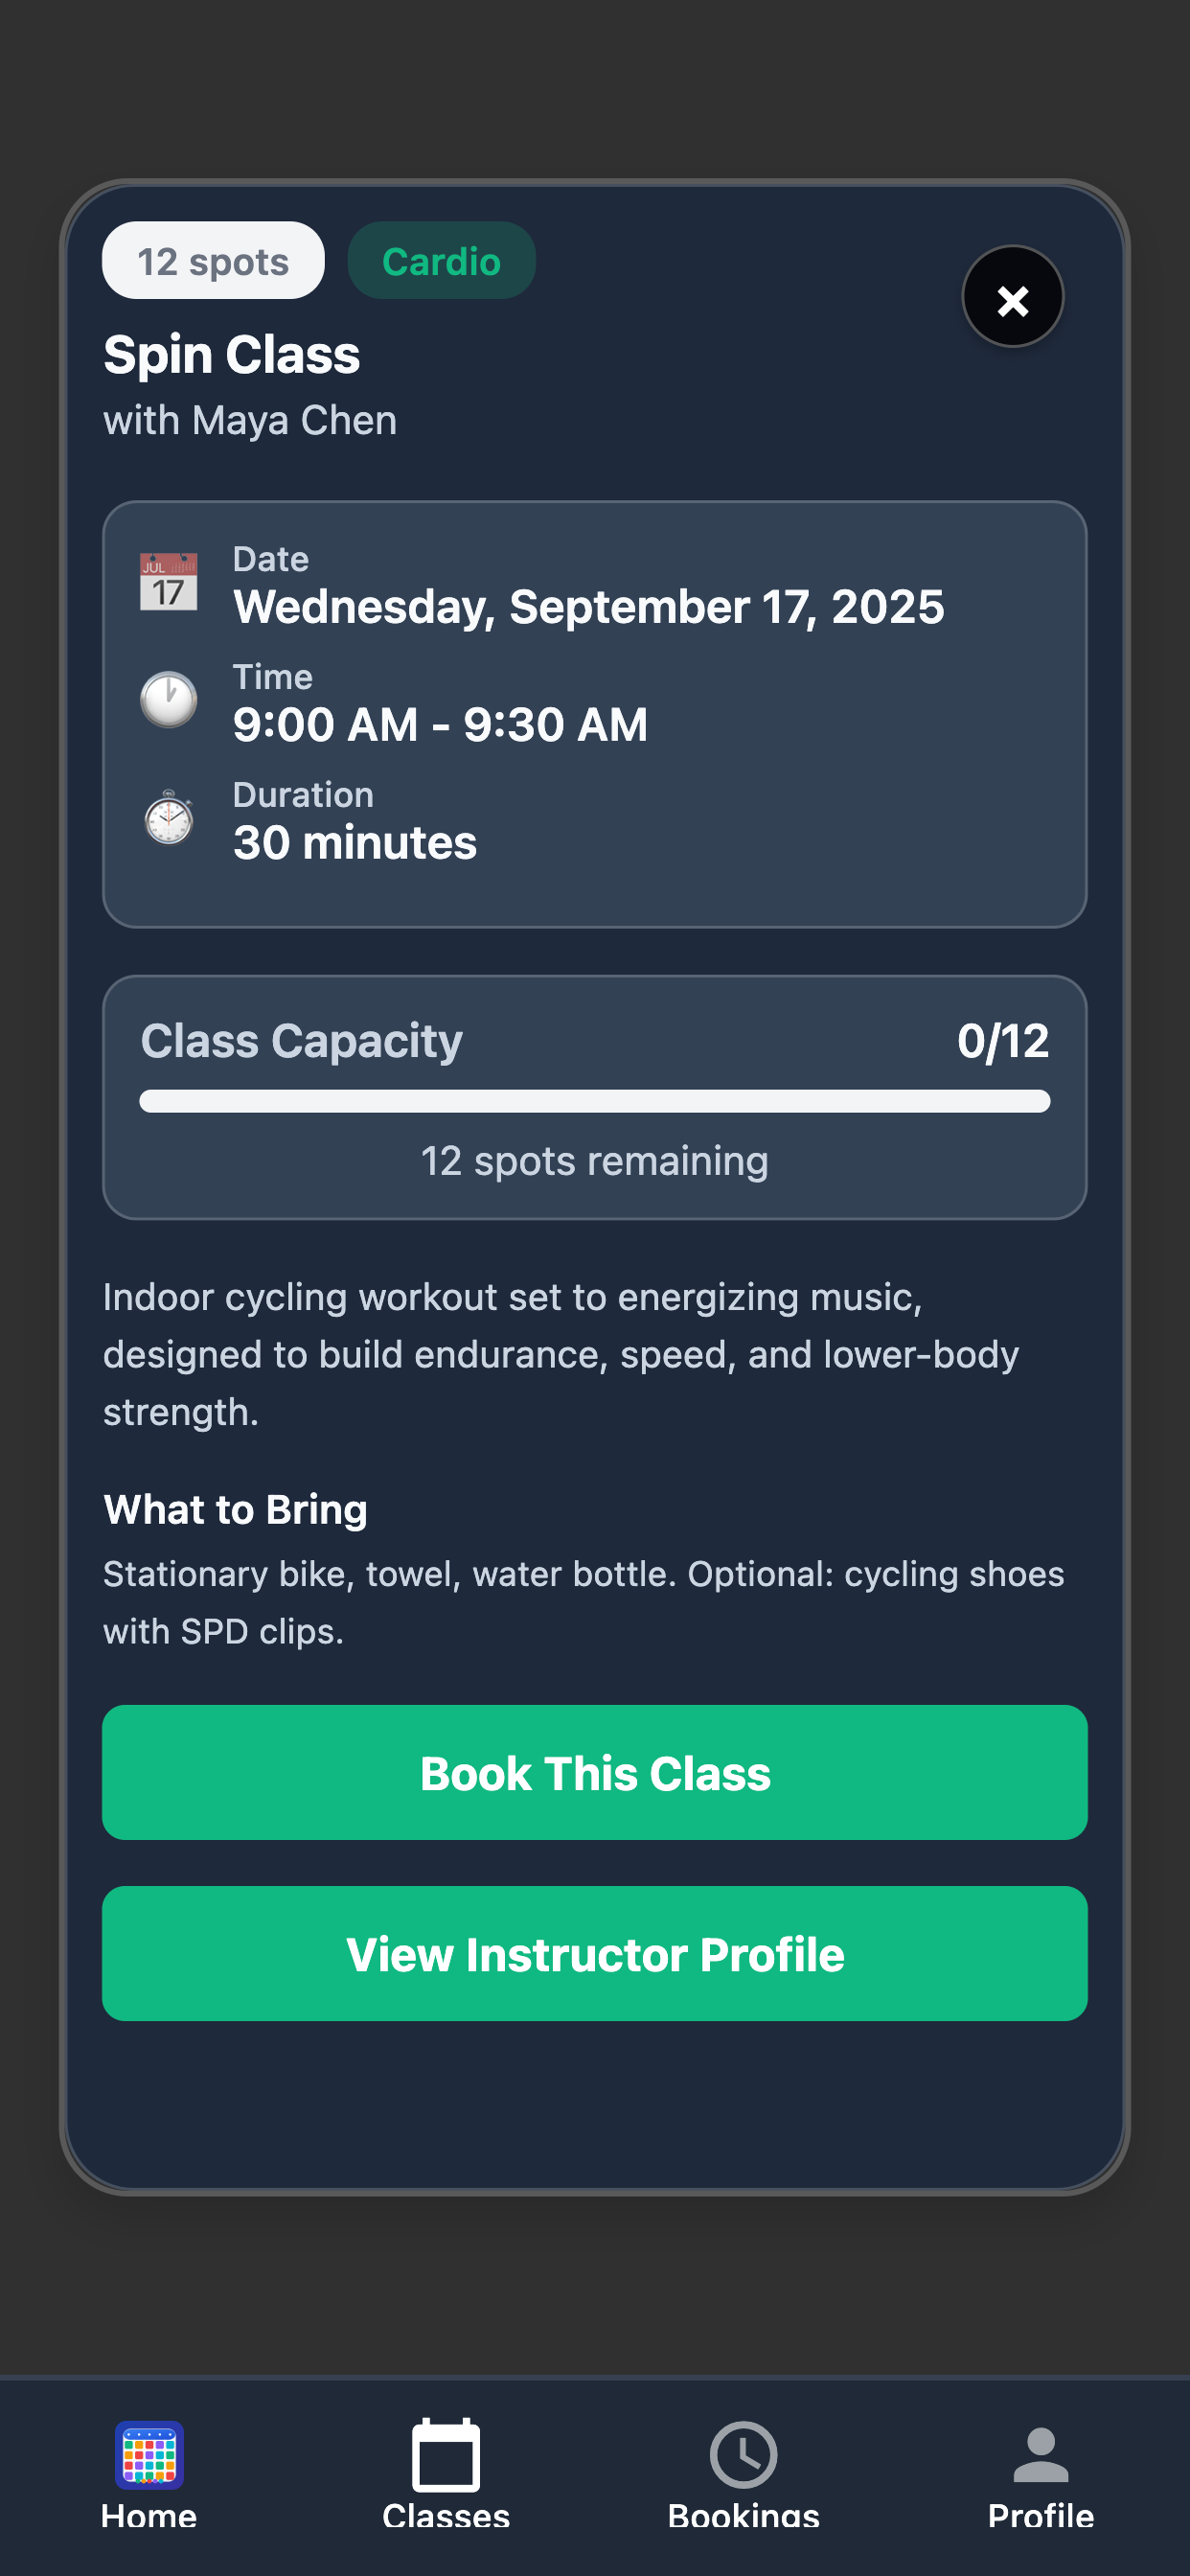 12 spots
Cardio
×
Spin Class
with Maya Chen
JUL
17
Date
Wednesday, September 17, 2025
Time
9:00 AM - 9:30 AM
Duration
30 minutes
Class Capacity
0/12
12 spots remaining
Indoor cycling workout set to energizing music,
designed to build endurance, speed, and lower-body
strength.
What to Bring
Stationary bike, towel, water bottle. Optional: cycling shoes
with SPD clips.
Book This Class
View Instructor Profile
Home
Classes
Bookings
Profile